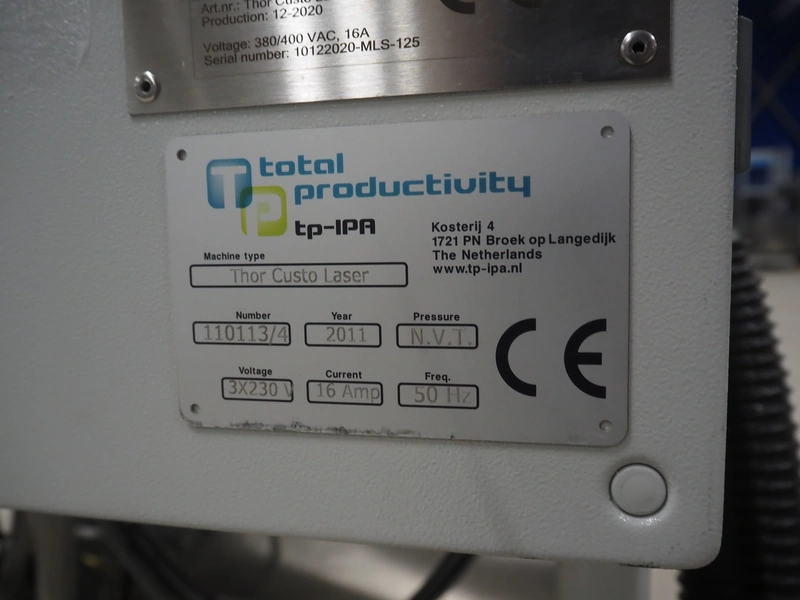 Art.nr.: Thor Custo
Production: 12-2020
Voltage: 380/400 VAC, 16A
Serial number: 10122020-MLS-125
TP
total
productivity
tp-IPA
Kosterij 4
1721 PN Broek op Langedijk
The Netherlands
www.tp-ipa.nl
Machine type
Thor Custo Laser
Number Year Pressure
110113/4 2011 N.V.T.
Voltage Current Freq.
3X230 V 16 Amp 50 Hz
CE